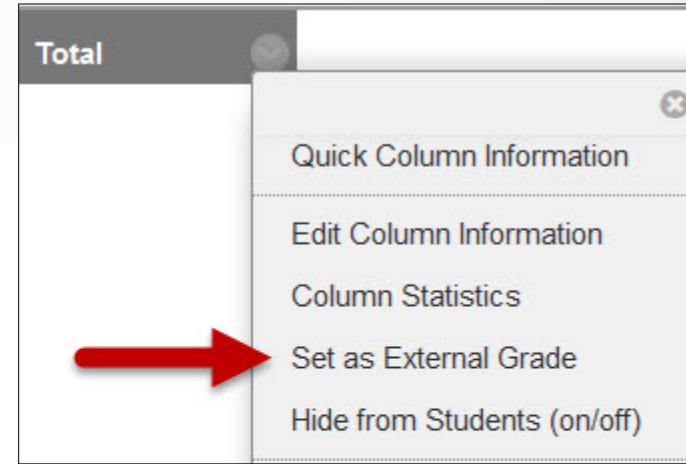 Total
Quick Column Information
Edit Column Information
Column Statistics
Set as External Grade
Hide from Students (on/off)